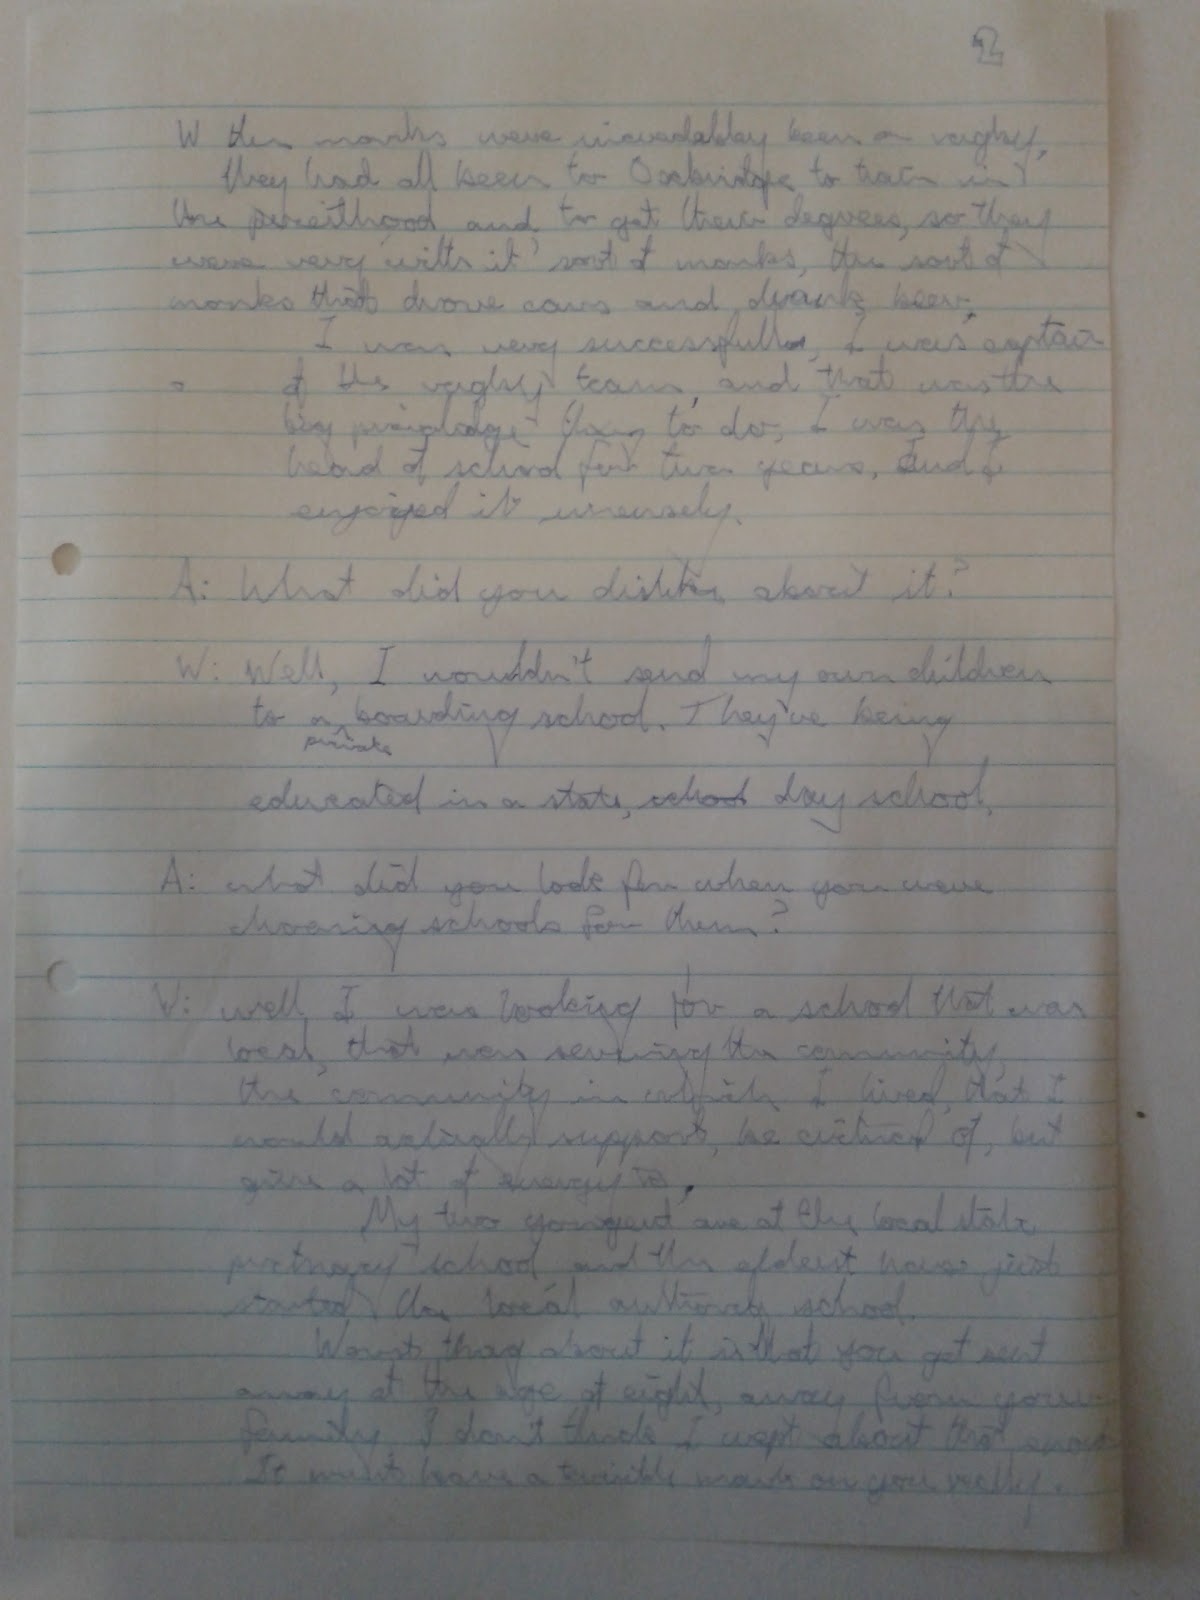 2
W the monks were incredabley keen on rugby,
they had all been to Oxbridge to train in
the preisthood and to get their degrees, so they
were very 'with it' sort of monks, the sort of
monks that drove cars and drank beer.
I was very successfull, I was captain
of the rugby team, and that was the
big thing to do, I was the
head of school for two years, and I
enjoyed it imensely.
A: What did you dislike about it?
W: Well, I wouldn't send my own children
to a boarding school. They're being
private
educated in a state, school day school.
A: what did you look for when you were
choosing schools for them?
W: well I was looking for a school that was
local, that was serving the community,
the community in which I lived, that I
would actually support, be critical of, but
give a lot of energy to.
My two youngest are at the local state
primary school and the eldest have just
started the local authority school.
Worst thing about it is that you get sent
away at the age of eight, away from your
family. I don't think I wept about that
It must leave a terrible mark on you really.